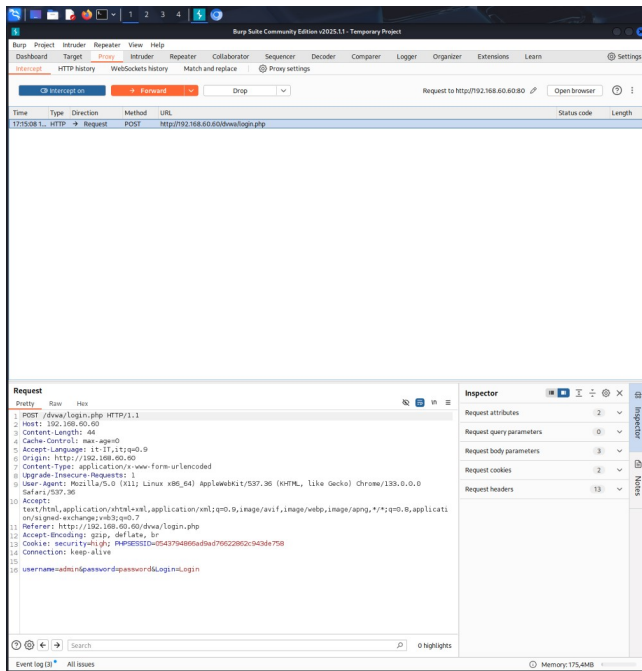 1 2 3 4
Burp Suite Community Edition v2025.1.1 - Temporary Project
Burp Project Intruder Repeater View Help
Dashboard Target Proxy Intruder Repeater Collaborator Sequencer Decoder Comparer Logger Organizer Extensions Learn Settings
Intercept HTTP history WebSockets history Match and replace Proxy settings
Intercept on Forward Drop Request to http://192.168.60.60:80 Open browser
Time Type Direction Method URL Status code Length
17:15:08 1... HTTP → Request POST http://192.168.60.60/dvwa/login.php
Request
Pretty Raw Hex
1 POST /dvwa/login.php HTTP/1.1
2 Host: 192.168.60.60
3 Content-Length: 44
4 Cache-Control: max-age=0
5 Accept-Language: it-IT,it;q=0.9
6 Origin: http://192.168.60.60
7 Content-Type: application/x-www-form-urlencoded
8 Upgrade-Insecure-Requests: 1
9 User-Agent: Mozilla/5.0 (X11; Linux x86_64) AppleWebKit/537.36 (KHTML, like Gecko) Chrome/133.0.0.0
Safari/537.36
10 Accept:
text/html,application/xhtml+xml,application/xml;q=0.9,image/avif,image/webp,image/apng,*/*;q=0.8,applicati
on/signed-exchange;v=b3;q=0.7
11 Referer: http://192.168.60.60/dvwa/login.php
12 Accept-Encoding: gzip, deflate, br
13 Cookie: security=high; PHPSESSID=0543794866ad9ad76622862c943de758
14 Connection: keep-alive
15
16 username=admin&password=password&Login=Login
Inspector
Request attributes 2
Request query parameters 0
Request body parameters 3
Request cookies 2
Request headers 13
Inspector
Notes
Search 0 highlights
Event log (3) All issues Memory: 175,4MB